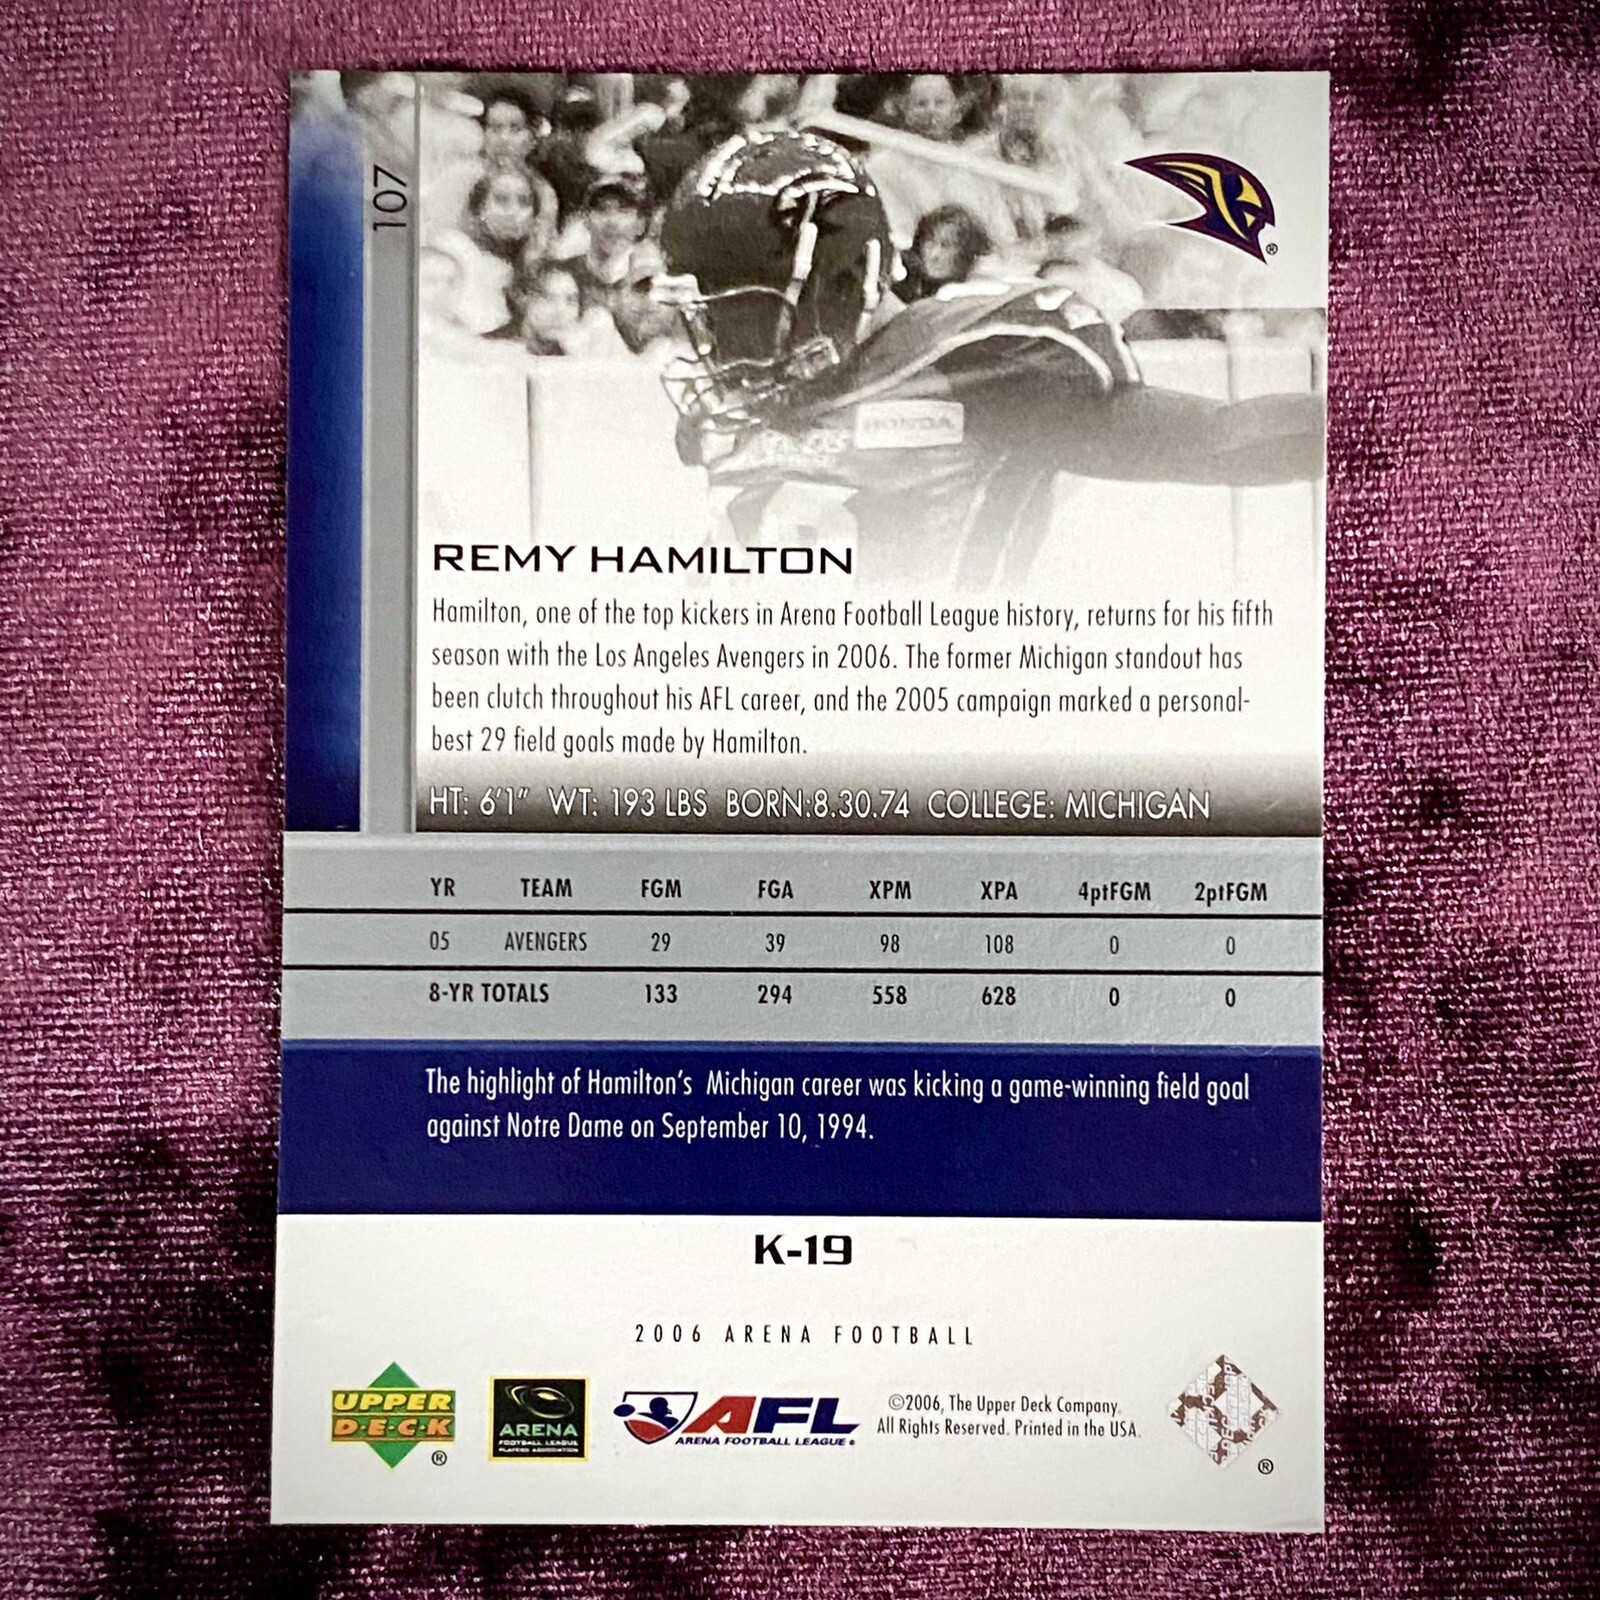 107
®
HONDA
REMY HAMILTON
Hamilton, one of the top kickers in Arena Football League history, returns for his fifth
season with the Los Angeles Avengers in 2006. The former Michigan standout has
been clutch throughout his AFL career, and the 2005 campaign marked a personal-
best 29 field goals made by Hamilton.
HT: 6'1" WT: 193 LBS BORN:8.30.74 COLLEGE: MICHIGAN
YR TEAM FGM FGA XPM XPA 4ptFGM 2ptFGM
05 AVENGERS 29 39 98 108 0 0
8-YR TOTALS 133 294 558 628 0 0
The highlight of Hamilton's Michigan career was kicking a game-winning field goal
against Notre Dame on September 10, 1994.
K-19
2006 ARENA FOOTBALL
UPPER
D·E·C·K
®
ARENA
FOOTBALL LEAGUE
PLAYERS ASSOCIATION
AFL
ARENA FOOTBALL LEAGUE ®
©2006, The Upper Deck Company.
All Rights Reserved. Printed in the USA.
®